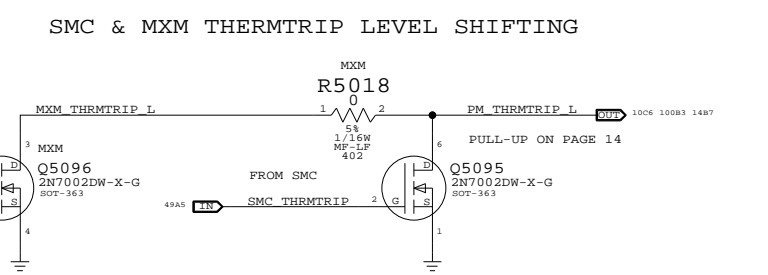 SMC & MXM THERMTRIP LEVEL SHIFTING
MXM
R5018
0
MXM_THRMTRIP_L
1
2
PM_THRMTRIP_L
OUT
10C6 100B3 14B7
5%
1/16W
MF-LF
402
PULL-UP ON PAGE 14
3
MXM
6
D
Q5096
2N7002DW-X-G
SOT-363
S
4
FROM SMC
49A5
IN
SMC_THRMTRIP
2
G
D
Q5095
2N7002DW-X-G
SOT-363
S
1